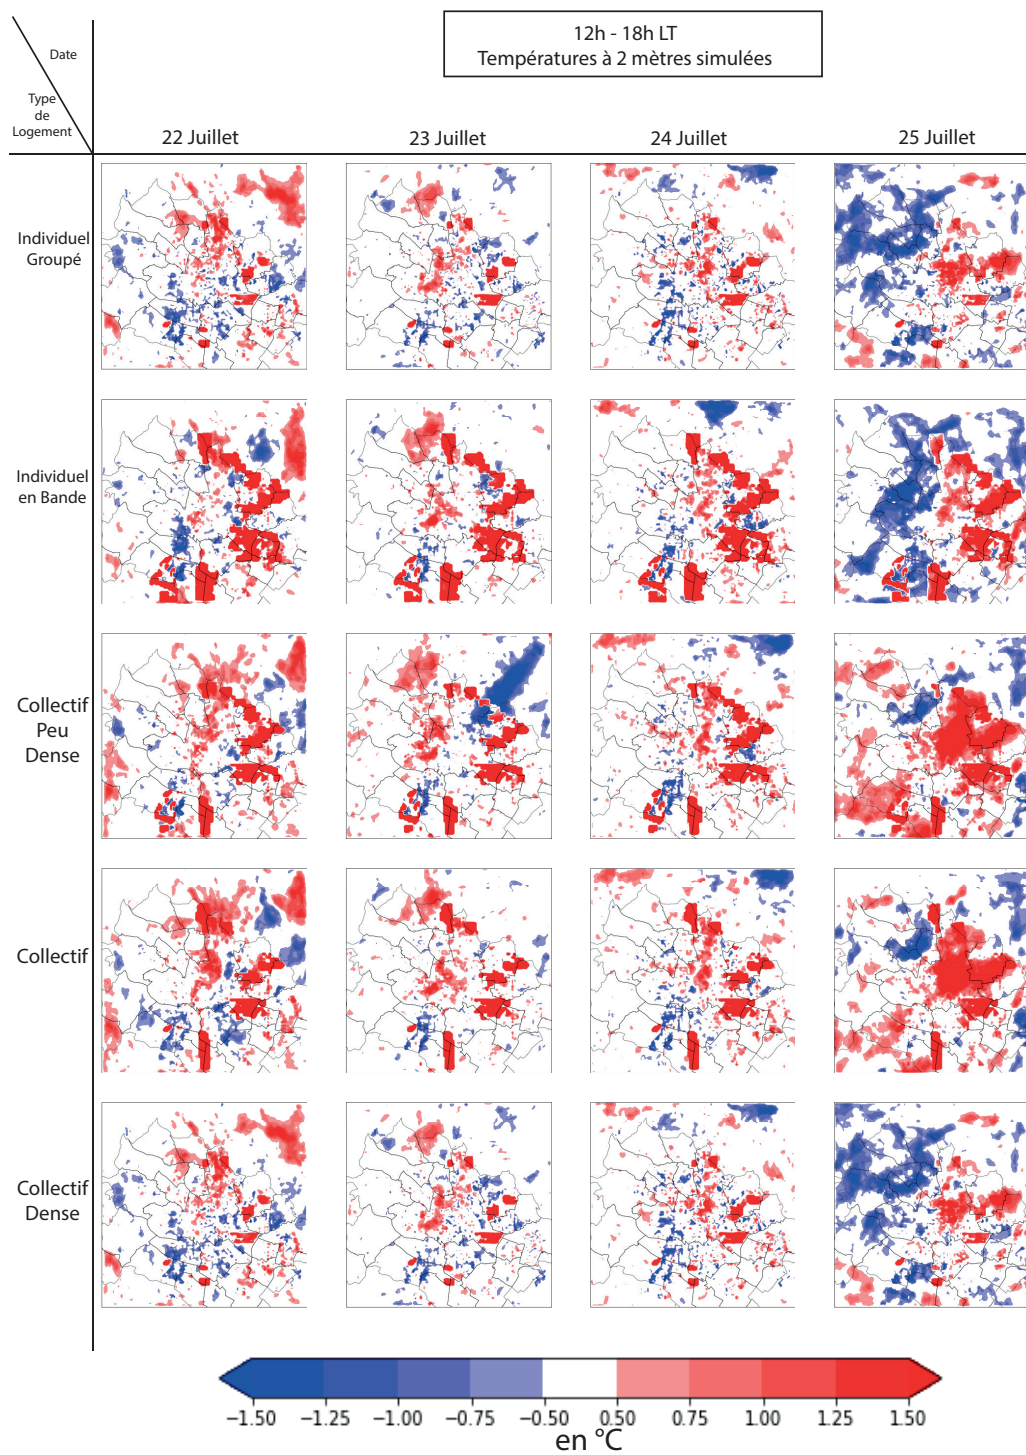 12h - 18h LT
Températures à 2 mètres simulées
Date
Type
de
Logement
22 Juillet
23 Juillet
24 Juillet
25 Juillet
Individuel
Groupé
Individuel
en Bande
Collectif
Peu
Dense
Collectif
Collectif
Dense
−1.50 −1.25 −1.00 −0.75 −0.50 0.50 0.75 1.00 1.25 1.50
en °C